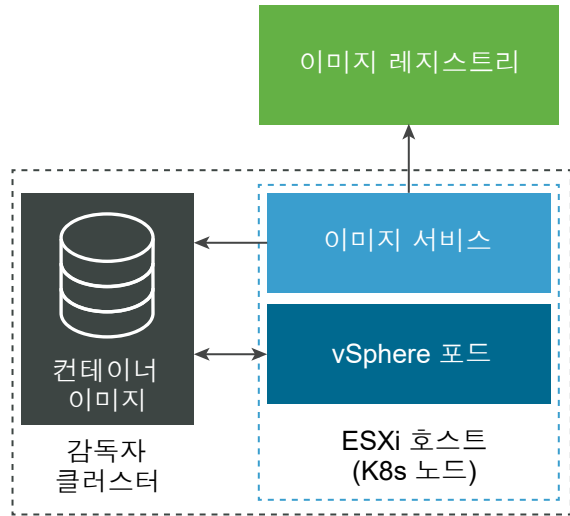 이미지 레지스트리
이미지 서비스
vSphere 포드
컨테이너
이미지
감독자
클러스터
ESXi 호스트
(K8s 노드)